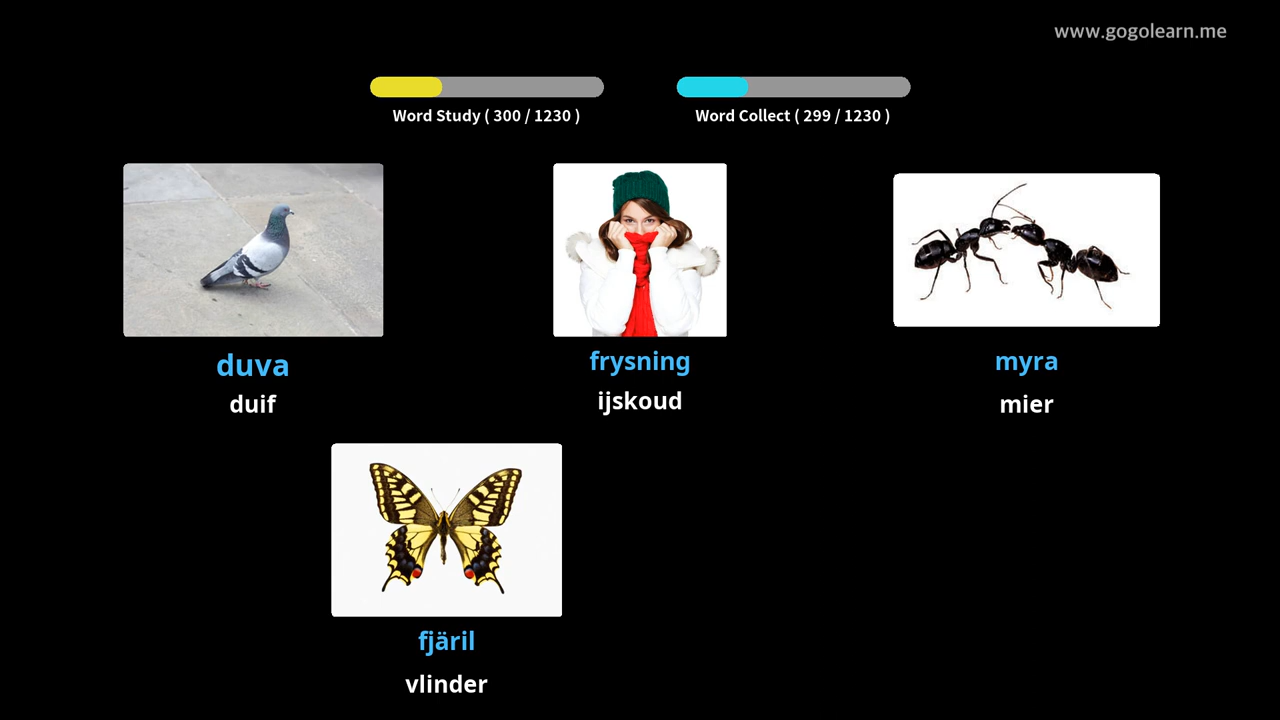 www.gogolearn.me
Word Study ( 300 / 1230 )
Word Collect ( 299 / 1230 )
duva
duif
frysning
ijskoud
myra
mier
fjäril
vlinder